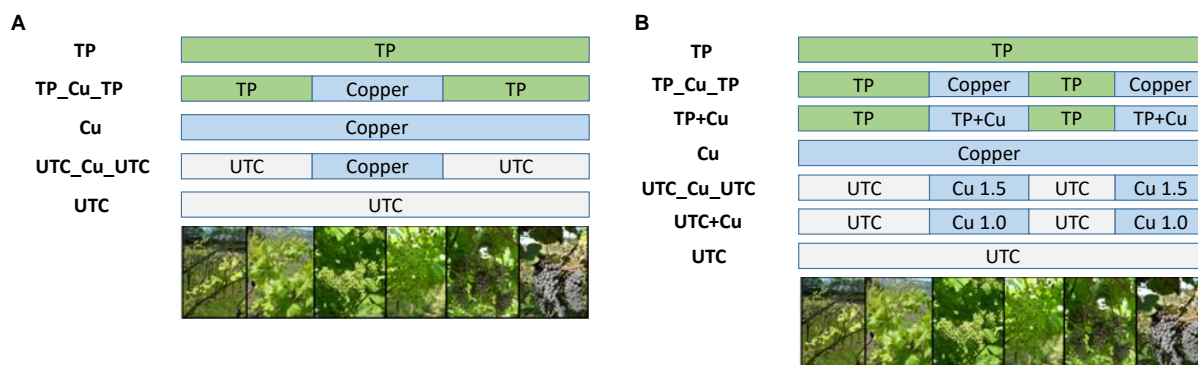 A
TP TP
TP_Cu_TP TP Copper TP
Cu Copper
UTC_Cu_UTC UTC Copper UTC
UTC UTC
B
TP TP
TP_Cu_TP TP Copper TP Copper
TP+Cu TP TP+Cu TP TP+Cu
Cu Copper
UTC_Cu_UTC UTC Cu 1.5 UTC Cu 1.5
UTC+Cu UTC Cu 1.0 UTC Cu 1.0
UTC UTC